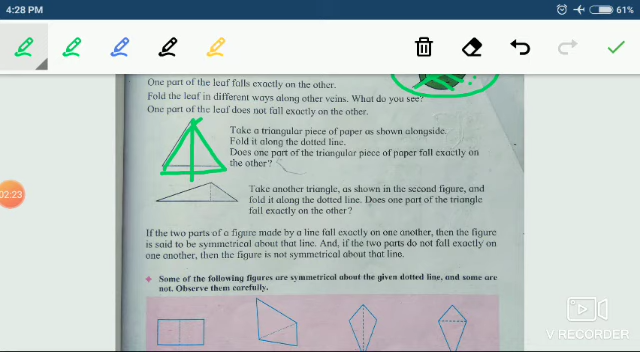 4:28 PM
61%
One part of the leaf falls exactly on the other.
Fold the leaf in different ways along other veins. What do you see?
One part of the leaf does not fall exactly on the other.
Take a triangular piece of paper as shown alongside.
Fold it along the dotted line.
Does one part of the triangular piece of paper fall exactly on
the other?
02:23
Take another triangle, as shown in the second figure, and
fold it along the dotted line. Does one part of the triangle
fall exactly on the other?
If the two parts of a figure made by a line fall exactly on one another, then the figure
is said to be symmetrical about that line. And, if the two parts do not fall exactly on
one another, then the figure is not symmetrical about that line.
Some of the following figures are symmetrical about the given dotted line, and some are
not. Observe them carefully.
V RECORDER